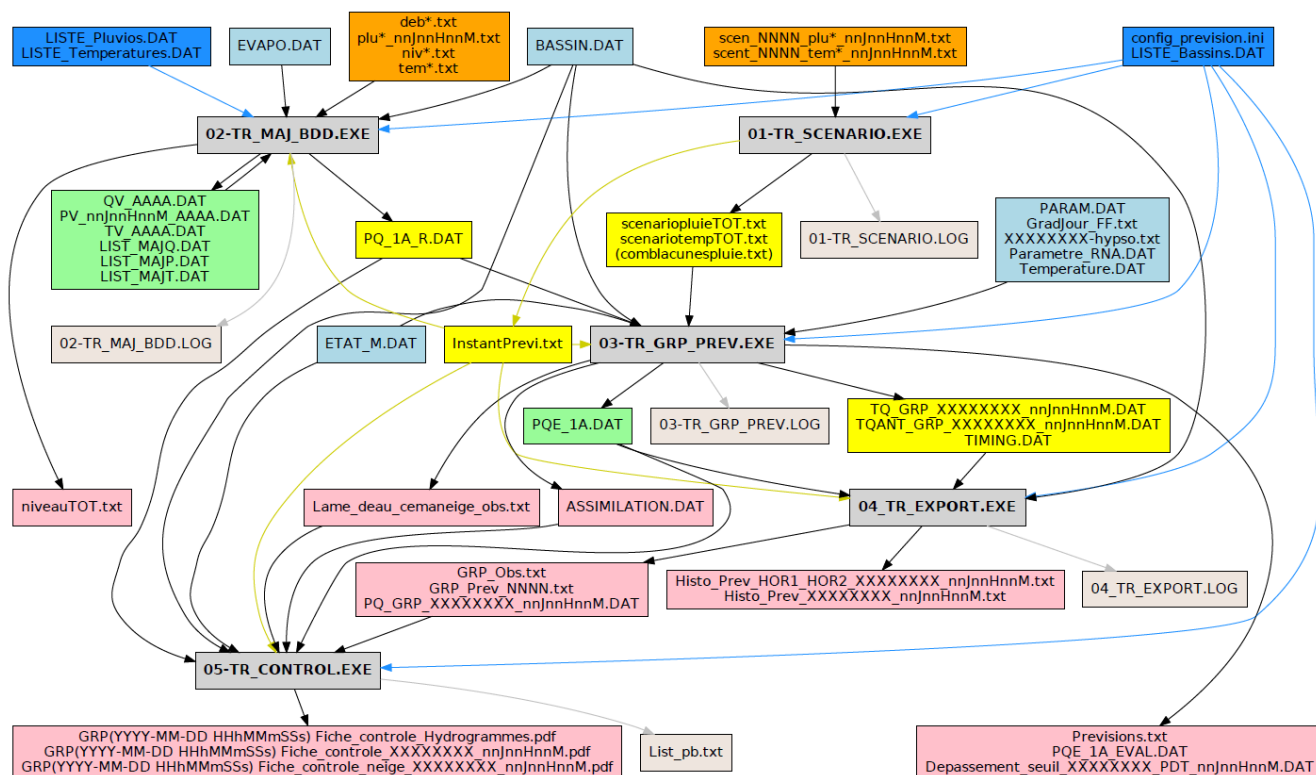 LISTE_Pluvios.DAT
LISTE_Temperatures.DAT
EVAPO.DAT
deb*.txt
plu*_nnJnnHnnM.txt
niv*.txt
tem*.txt
BASSIN.DAT
scen_NNNN_plu*_nnJnnHnnM.txt
scent_NNNN_tem*_nnJnnHnnM.txt
config_prevision.ini
LISTE_Bassins.DAT
02-TR_MAJ_BDD.EXE
01-TR_SCENARIO.EXE
QV_AAAA.DAT
PV_nnJnnHnnM_AAAA.DAT
TV_AAAA.DAT
LIST_MAJQ.DAT
LIST_MAJP.DAT
LIST_MAJT.DAT
PQ_1A_R.DAT
scenariopluieTOT.txt
scenariotempTOT.txt
(comblacunespluie.txt)
01-TR_SCENARIO.LOG
PARAM.DAT
GradJour_FF.txt
XXXXXXXX-hypso.txt
Parametre_RNA.DAT
Temperature.DAT
02-TR_MAJ_BDD.LOG
ETAT_M.DAT
InstantPrevi.txt
03-TR_GRP_PREV.EXE
PQE_1A.DAT
03-TR_GRP_PREV.LOG
TQ_GRP_XXXXXXXX_nnJnnHnnM.DAT
TQANT_GRP_XXXXXXXX_nnJnnHnnM.DAT
TIMING.DAT
niveauTOT.txt
Lame_deau_cemaneige_obs.txt
ASSIMILATION.DAT
04_TR_EXPORT.EXE
GRP_Obs.txt
GRP_Prev_NNNN.txt
PQ_GRP_XXXXXXXX_nnJnnHnnM.DAT
Histo_Prev_HOR1_HOR2_XXXXXXXX_nnJnnHnnM.txt
Histo_Prev_XXXXXXXX_nnJnnHnnM.txt
04_TR_EXPORT.LOG
05-TR_CONTROL.EXE
GRP(YYYY-MM-DD HHhMMmSSs) Fiche_controle_Hydrogrammes.pdf
GRP(YYYY-MM-DD HHhMMmSSs) Fiche_controle_XXXXXXXX_nnJnnHnnM.pdf
GRP(YYYY-MM-DD HHhMMmSSs) Fiche_controle_neige_XXXXXXXX_nnJnnHnnM.pdf
List_pb.txt
Previsions.txt
PQE_1A_EVAL.DAT
Depassement_seuil_XXXXXXXX_PDT_nnJnnHnnM.DAT